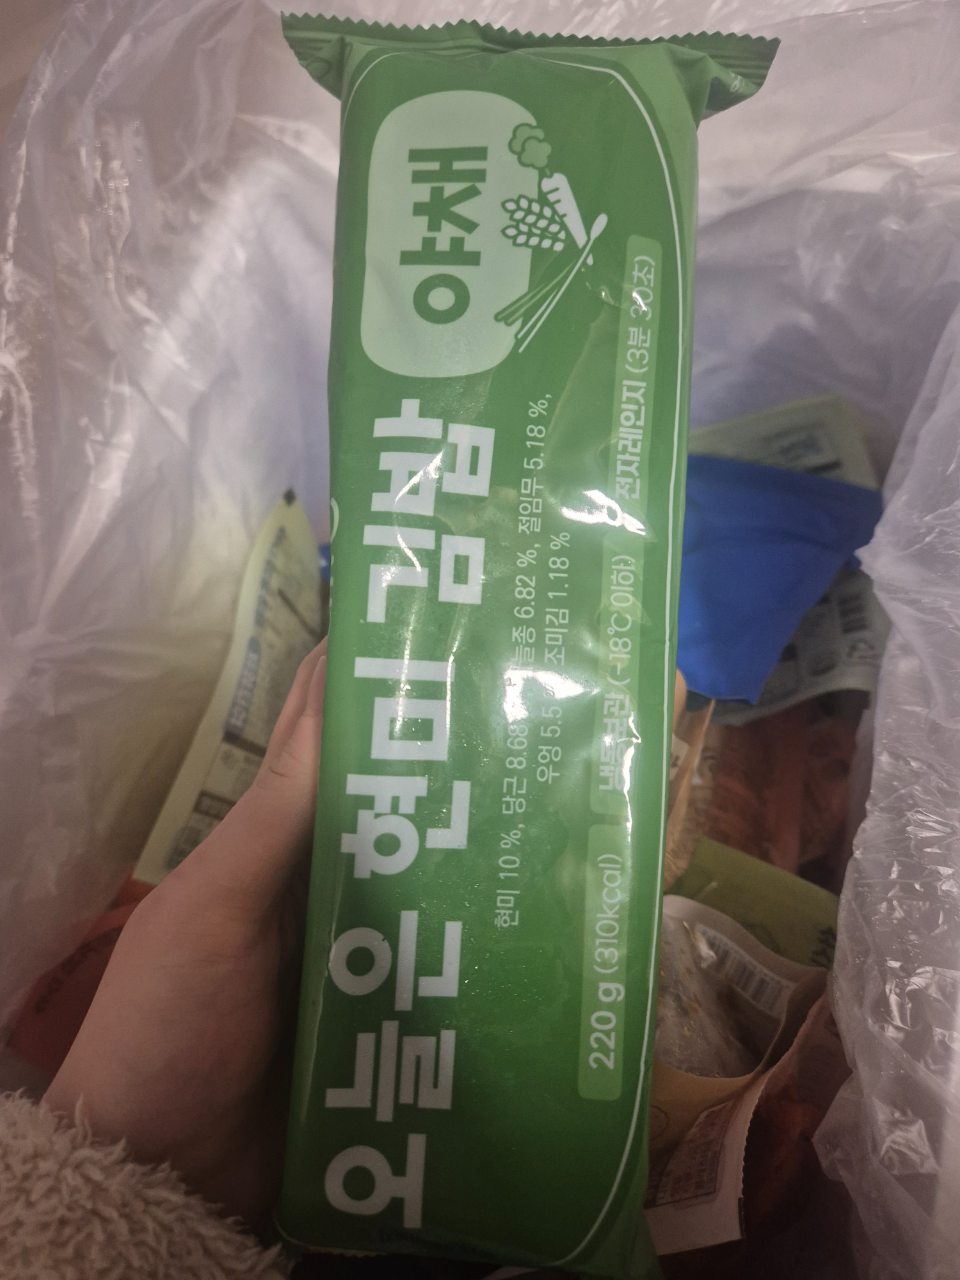 오늘은 현미김밥
야채
현미 10 %, 당근 8.68 6.82 %, 절임무 5.18 %,
우엉 5.5 조미김 1.18 %
220 g (310kcal)
냉동보관 (-18℃ 이하)
전자레인지 (3분 30초)